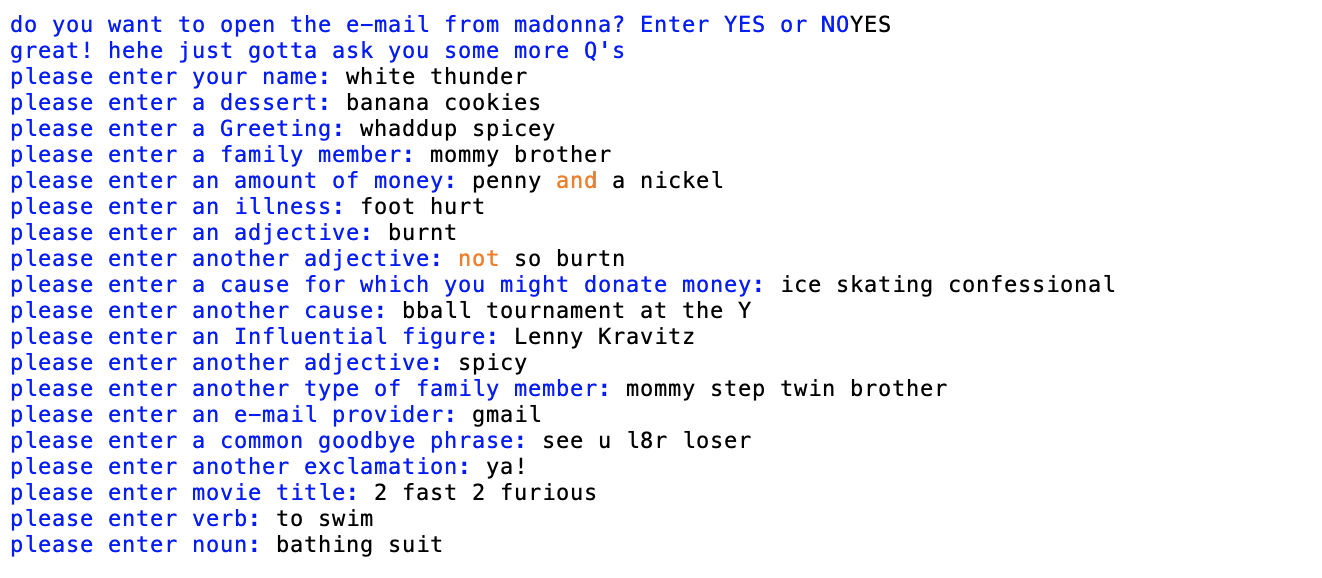 do you want to open the e-mail from madonna? Enter YES or NOYES
great! hehe just gotta ask you some more Q's
please enter your name: white thunder
please enter a dessert: banana cookies
please enter a Greeting: whaddup spicey
please enter a family member: mommy brother
please enter an amount of money: penny and a nickel
please enter an illness: foot hurt
please enter an adjective: burnt
please enter another adjective: not so burtn
please enter a cause for which you might donate money: ice skating confessional
please enter another cause: bball tournament at the Y
please enter an Influential figure: Lenny Kravitz
please enter another adjective: spicy
please enter another type of family member: mommy step twin brother
please enter an e-mail provider: gmail
please enter a common goodbye phrase: see u l8r loser
please enter another exclamation: ya!
please enter movie title: 2 fast 2 furious
please enter verb: to swim
please enter noun: bathing suit